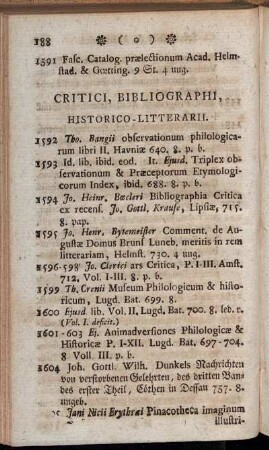 188 ❋ ( o ) ❋
1591 Fasc. Catalog. prælectionum Acad. Helm-
stad. & Gœtting. 9 St. 4 ung.
CRITICI, BIBLIOGRAPHI,
HISTORICO-LITTERARII.
1592 Tho. Bangii observationum philologica-
rum libri II. Havniæ 640. 8. p. b.
1593 Id. lib. ibid. eod. It. Ejusd. Triplex ob-
servationum & Præceptorum Etymologi-
corum Index, ibid. 688. 8. p. b.
1594 Jo. Heinr. Bœcleri Bibliographia Critica
ex recens. Jo. Gottl. Krause, Lipsiæ, 715.
8. pap.
1595 Jo. Henr. Bytemeister Comment. de Au-
gustæ Domus Brunf. Luneb. meritis in rem
litterariam, Helmst. 730. 4 ung.
1596-598 Jo. Clerici ars Critica, P. I-III. Amst.
712. Vol. I-III. 8. p. b.
1599 Th. Crenii Museum Philologicum & histo-
ricum, Lugd. Bat. 699. 8.
1600 Ejusd. lib. Vol. II. Lugd. Bat. 700. 8. leb. r.
(Vol. I. deficit.)
1601-603 Ej. Animadversiones Philologicæ &
Historicæ P. I-XII. Lugd. Bat. 697-704.
8 Voll. III. p. b.
1604 Joh. Gottl. Wilh. Dunkels Nachrichten
von verstorbenen Gelehrten, des dritten Ban-
des erster Theil, Cöthen in Dessau 757. 8.
ungeb.
Jani Nicii Erythræi Pinacotheca imaginum
illustri-